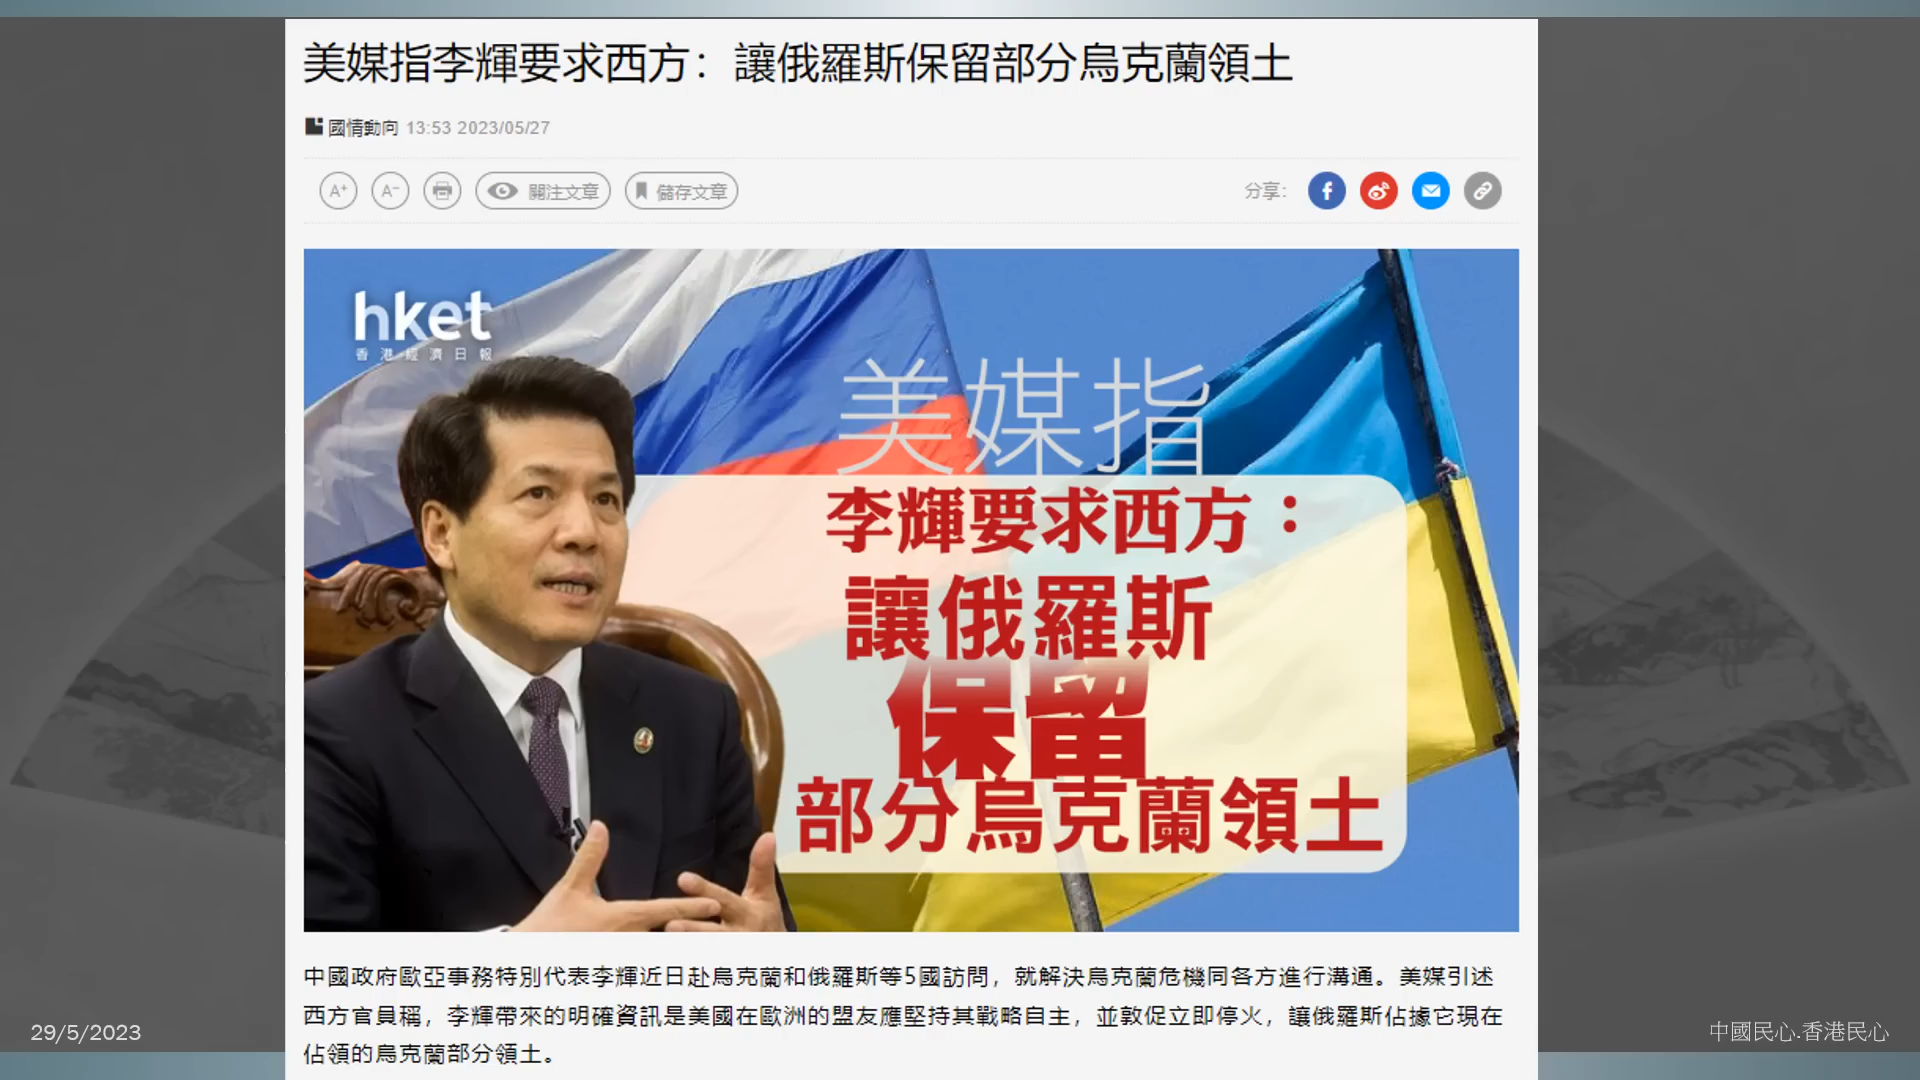 美媒指李輝要求西方：讓俄羅斯保留部分烏克蘭領土
國情動向 13:53 2023/05/27
A+ A- 關注文章 儲存文章 分享：
hket
香港經濟日報
美媒指
李輝要求西方：
讓俄羅斯
保留
部分烏克蘭領土
中國政府歐亞事務特別代表李輝近日赴烏克蘭和俄羅斯等5國訪問，就解決烏克蘭危機同各方進行溝通。美媒引述
西方官員稱，李輝帶來的明確資訊是美國在歐洲的盟友應堅持其戰略自主，並敦促立即停火，讓俄羅斯佔據它現在
佔領的烏克蘭部分領土。
29/5/2023
中國民心.香港民心